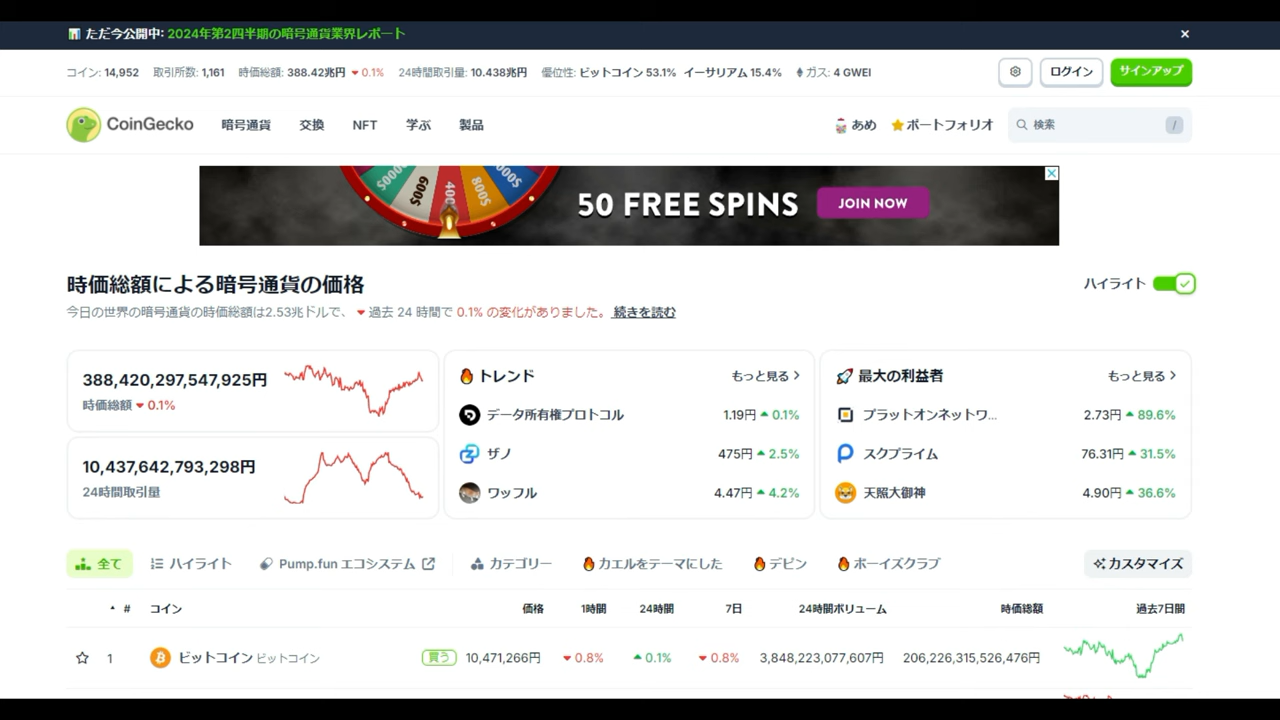 ただ今公開中: 2024年第2四半期の暗号通貨業界レポート
コイン: 14,952 取引所数: 1,161 時価総額: 388.42兆円 0.1% 24時間取引量: 10.438兆円 優位性: ビットコイン 53.1% イーサリアム 15.4% ガス: 4 GWEI ログイン サインアップ
CoinGecko 暗号通貨 交換 NFT 学ぶ 製品 あめ ポートフォリオ 検索 /
5000 600S 400 800S 5000S 50 FREE SPINS JOIN NOW
時価総額による暗号通貨の価格 ハイライト
今日の世界の暗号通貨の時価総額は2.53兆ドルで、 過去 24 時間で 0.1% の変化がありました。 続きを読む
388,420,297,547,925円
時価総額 0.1%
10,437,642,793,298円
24時間取引量
トレンド もっと見る
データ所有権プロトコル 1.19円 0.1%
ザノ 475円 2.5%
ワッフル 4.47円 4.2%
最大の利益者 もっと見る
プラットオンネットワ... 2.73円 89.6%
スクプライム 76.31円 31.5%
天照大御神 4.90円 36.6%
全て ハイライト Pump.fun エコシステム カテゴリー カエルをテーマにした デピン ボーイズクラブ カスタマイズ
# コイン 価格 1時間 24時間 7日 24時間ボリューム 時価総額 過去7日間
1 ビットコイン ビットコイン 買う 10,471,266円 0.8% 0.1% 0.8% 3,848,223,077,607円 206,226,315,526,476円